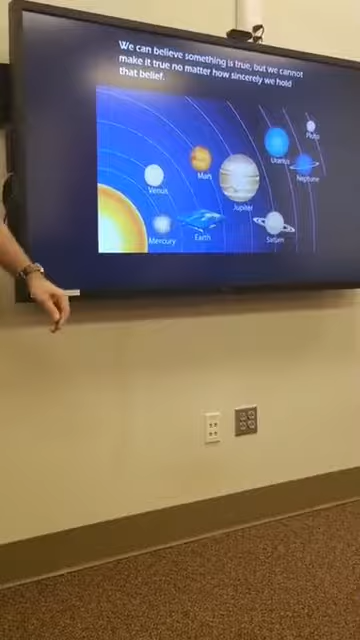 We can believe something is true, but we cannot
make it true no matter how sincerely we hold
that belief.
Pluto
Uranus
Neptune
Mars
Venus
Jupiter
Saturn
Mercury
Earth